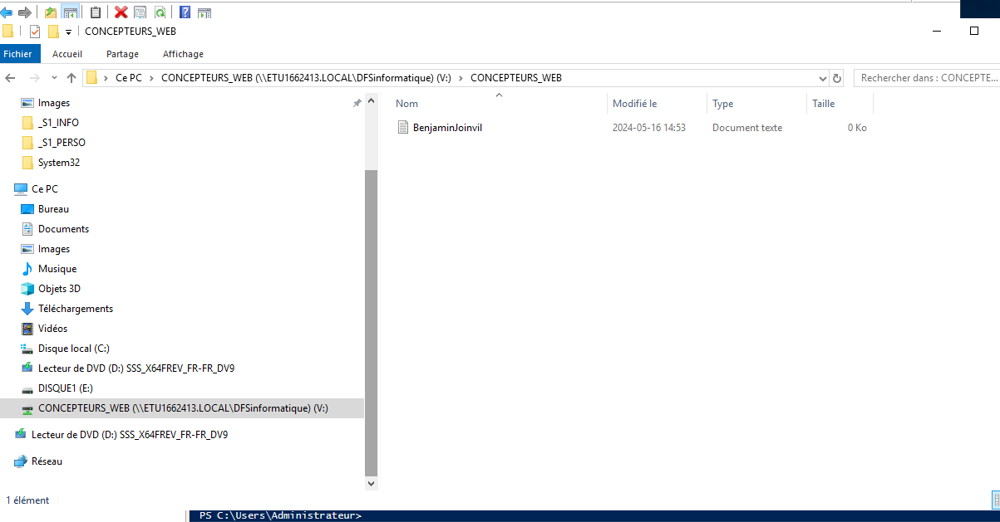 CONCEPTEURS_WEB
Fichier Accueil Partage Affichage
Ce PC CONCEPTEURS_WEB (\\ETU1662413.LOCAL\DFSinformatique) (V:) CONCEPTEURS_WEB Rechercher dans : CONCEPTE...
Images
_S1_INFO
_S1_PERSO
System32
Ce PC
Bureau
Documents
Images
Musique
Objets 3D
Téléchargements
Vidéos
Disque local (C:)
Lecteur de DVD (D:) SSS_X64FREV_FR-FR_DV9
DISQUE1 (E:)
CONCEPTEURS_WEB (\\ETU1662413.LOCAL\DFSinformatique) (V:)
Lecteur de DVD (D:) SSS_X64FREV_FR-FR_DV9
Réseau
Nom Modifié le Type Taille
BenjaminJoinvil 2024-05-16 14:53 Document texte 0 Ko
1 élément
PS C:\Users\Administrateur>